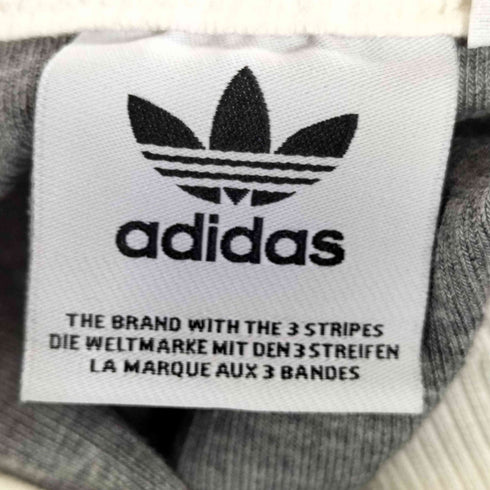 adidas
THE BRAND WITH THE 3 STRIPES
DIE WELTMARKE MIT DEN 3 STREIFEN
LA MARQUE AUX 3 BANDES